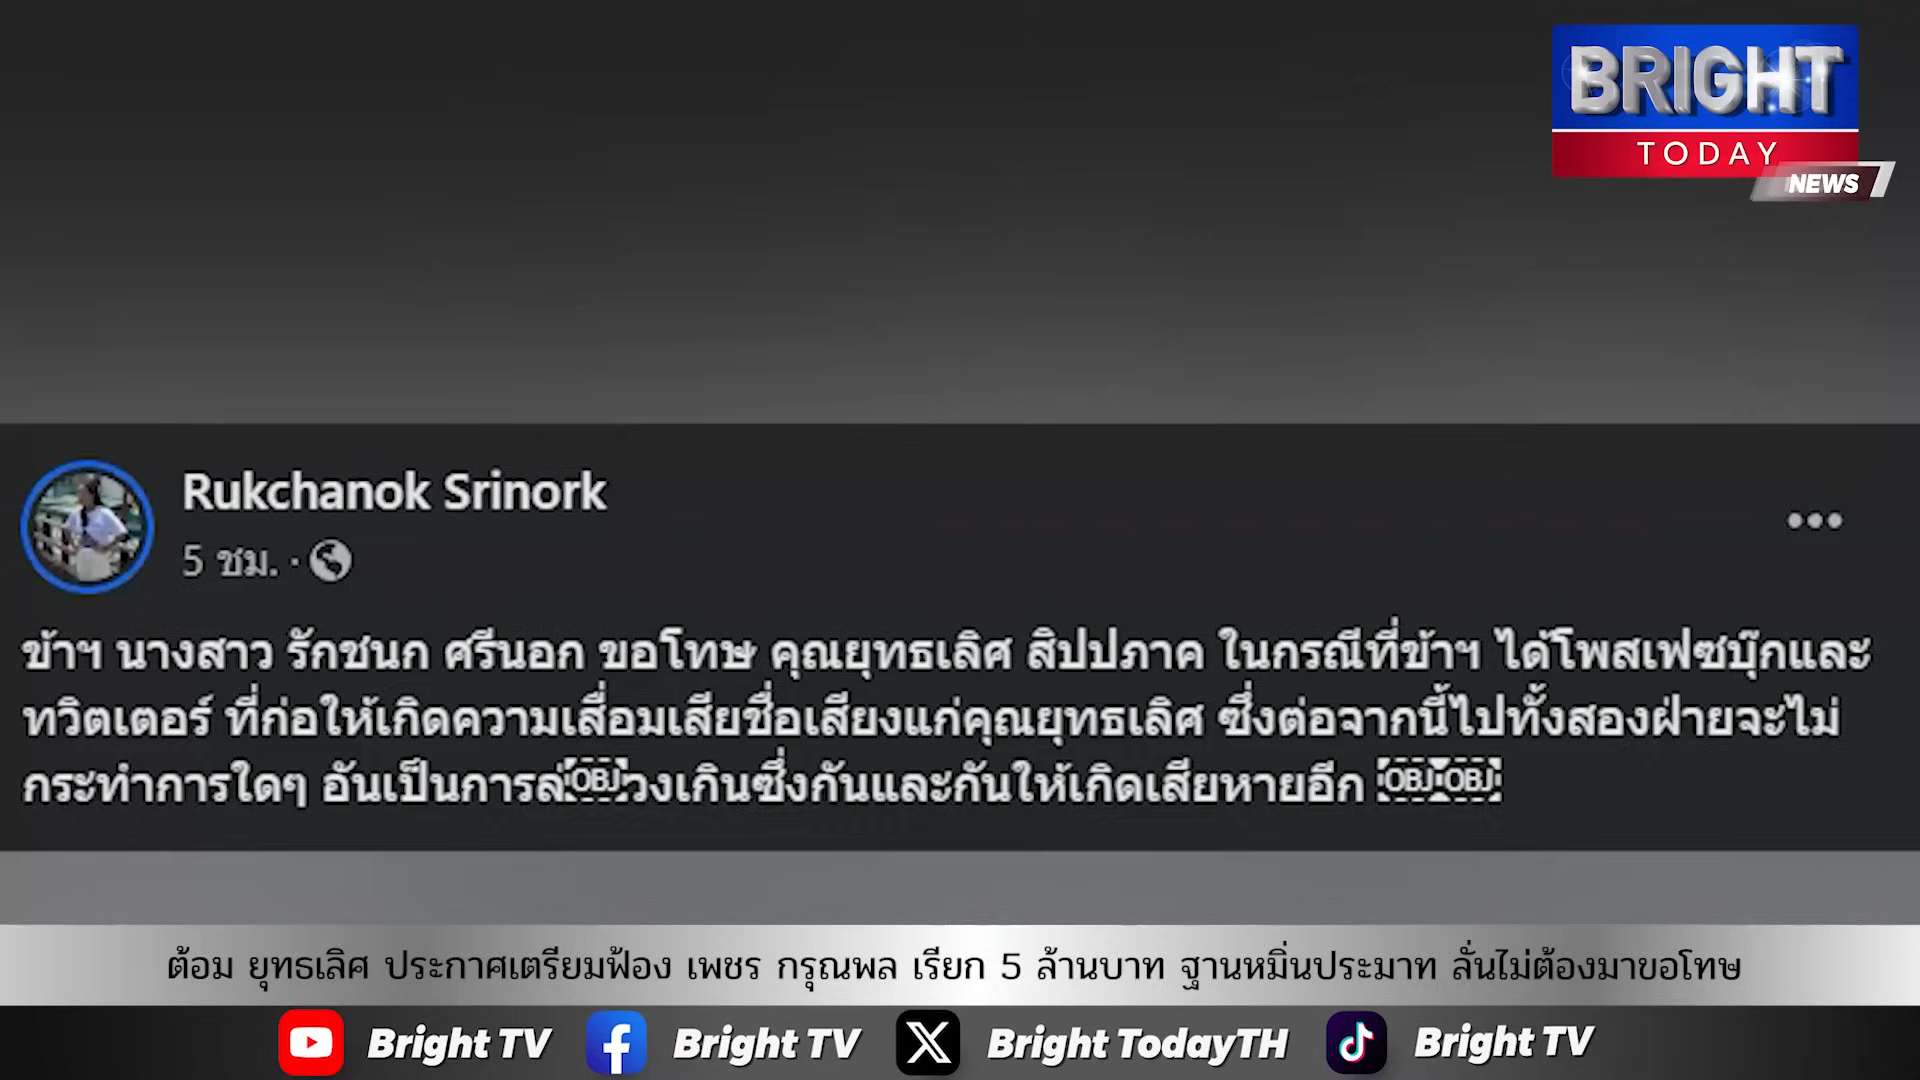 BRIGHT
TODAY
NEWS
Rukchanok Srinork
5 ชม. ·
ข้าฯ นางสาว รักชนก ศรีนอก ขอโทษ คุณยุทธเลิศ สิปปภาค ในกรณีที่ข้าฯ ได้โพสเฟซบุ๊กและ
ทวิตเตอร์ ที่ก่อให้เกิดความเสื่อมเสียชื่อเสียงแก่คุณยุทธเลิศ ซึ่งต่อจากนี้ไปทั้งสองฝ่ายจะไม่
กระทำการใดๆ อันเป็นการล่￼วงเกินซึ่งกันและกันให้เกิดเสียหายอีก ￼￼
ต้อม ยุทธเลิศ ประกาศเตรียมฟ้อง เพชร กรุณพล เรียก 5 ล้านบาท ฐานหมิ่นประมาท ลั่นไม่ต้องมาขอโทษ
Bright TV Bright TV Bright TodayTH Bright TV